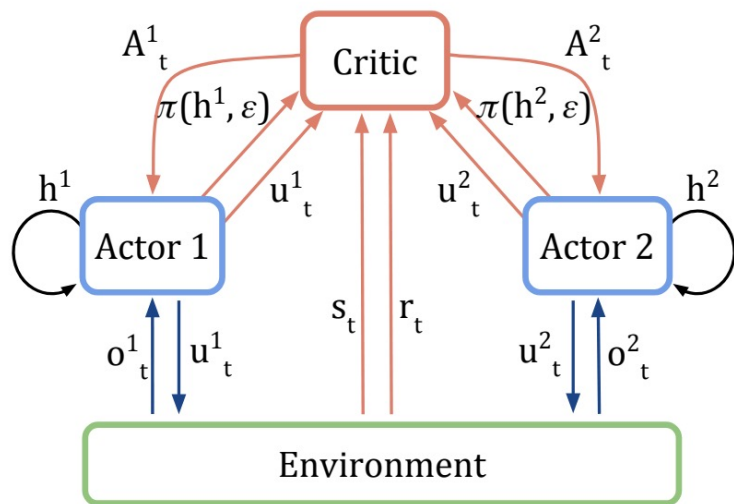 A¹ₜ
Critic
A²ₜ
π(h¹, ε)
π(h², ε)
h¹
u¹ₜ
u²ₜ
h²
Actor 1
Actor 2
o¹ₜ
u¹ₜ
sₜ
rₜ
u²ₜ
o²ₜ
Environment